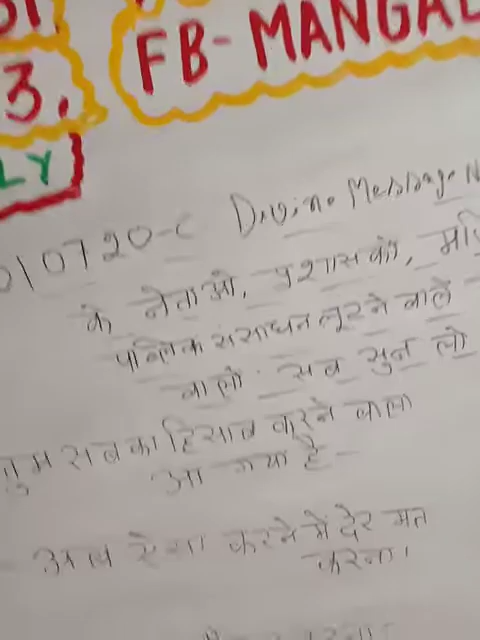 3. FB- MANGAL
LY
010720-C Divine Message N
के नेताओ, प्रशासको,
पब्लिक संसाधन लूटने वाले
वालो सब सुन लो
तुम सब का हिसाब करने वाला
आ गया है -
अब ऐसा करने में देर मत
करना।